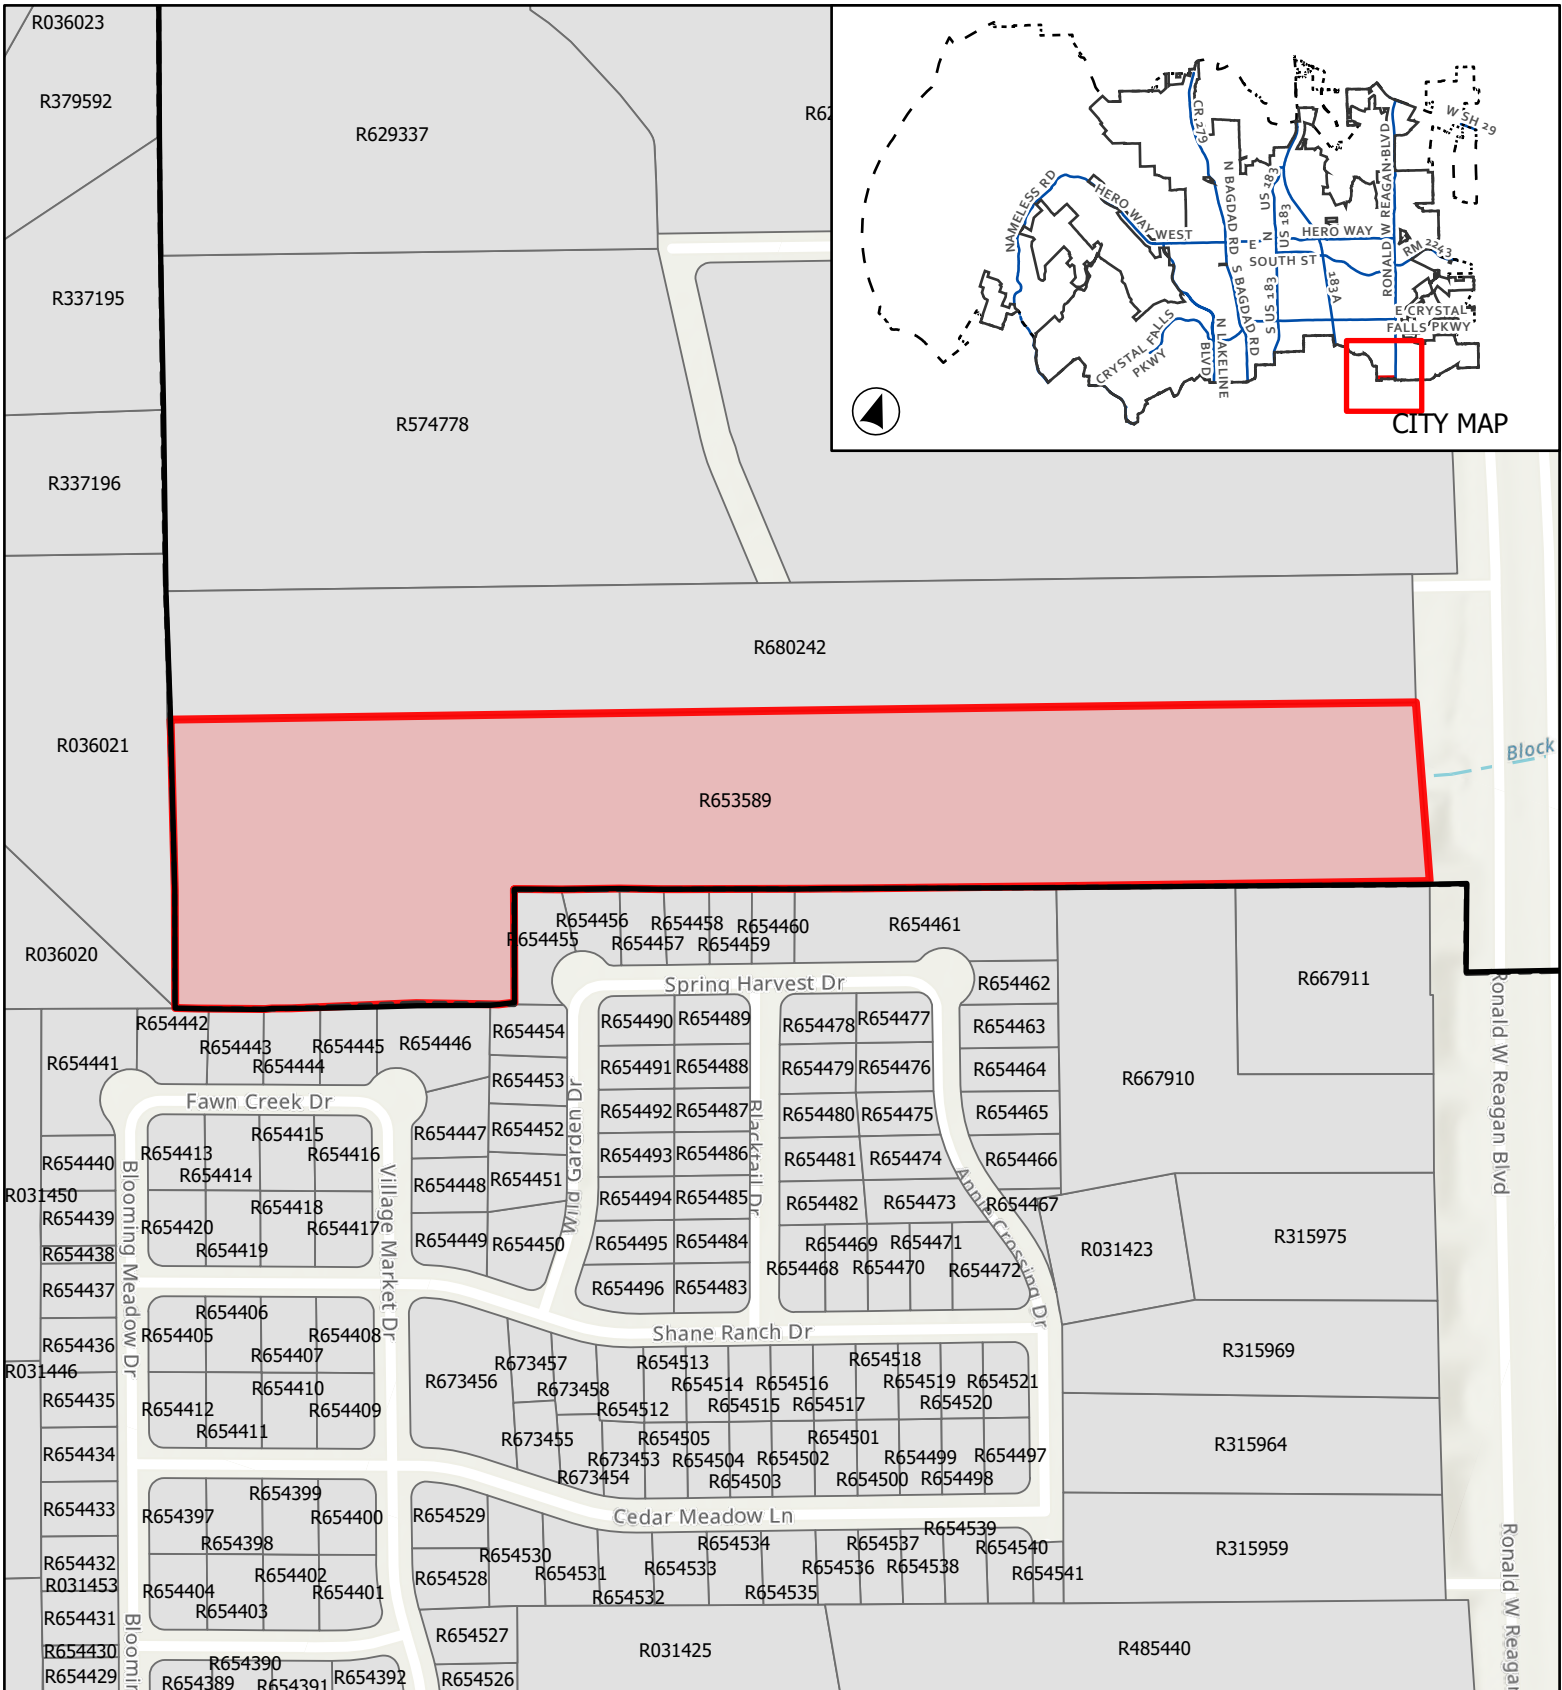 R036023
R379592
R629337
R62
R337195
R574778
R337196
R680242
R036021
R653589
R036020
Block
CR 279
N BAGDAD RD
US 183
N
US 183
RONALD W REAGAN BLVD
W SH 29
NAMELESS RD
HERO WAY
WEST
E
HERO WAY
SOUTH ST
RM 2243
S BAGDAD RD
S US 183
183A
E CRYSTAL
FALLS PKWY
CRYSTAL FALLS
PKWY
N LAKELINE
BLVD
CITY MAP
R654456
R654458
R654460
R654461
R654455
R654457
R654459
R667911
Spring Harvest Dr
R654462
R654442
R654454
R654490
R654489
R654478
R654477
R654463
R654443
R654445
R654446
R654441
R654444
R654453
R654491
R654488
R654479
R654476
R654464
R667910
Fawn Creek Dr
R654492
R654487
R654480
R654475
R654465
R654415
R654447
R654452
R654413
R654416
R654440
R654414
R654493
R654486
R654481
R654474
R654466
R031450
R654448
R654451
R654494
R654485
R654482
R654473
R654467
R654439
R654418
R654420
R654417
R654438
R654419
R654449
R654450
R654495
R654484
R654469
R654471
R031423
R315975
R654468
R654470
R654472
R654437
R654496
R654483
Wild Garden Dr
Blacktail Dr
Apple Crossing Dr
Blooming Meadow Dr
Village Market Dr
Ronald W Reagan Blvd
R654406
R654405
R654408
R654436
R654407
Shane Ranch Dr
R031446
R673457
R654513
R654518
R315969
R673456
R673458
R654514
R654516
R654519
R654521
R654435
R654410
R654412
R654409
R654411
R654512
R654515
R654517
R654520
R654434
R673455
R654505
R654501
R315964
R673453
R654504
R654502
R654499
R654497
R673454
R654503
R654500
R654498
R654433
R654399
R654397
R654400
R654398
R654529
Cedar Meadow Ln
R654539
R654432
R031453
R654402
R654404
R654401
R654403
R654530
R654528
R654531
R654534
R654533
R654537
R654536
R654538
R654540
R654541
R315959
R654532
R654535
R654431
R654430
R654429
R654390
R654389
R654391
R654392
R654527
R654526
R031425
R485440
Bloomin
Ronald W Reagan